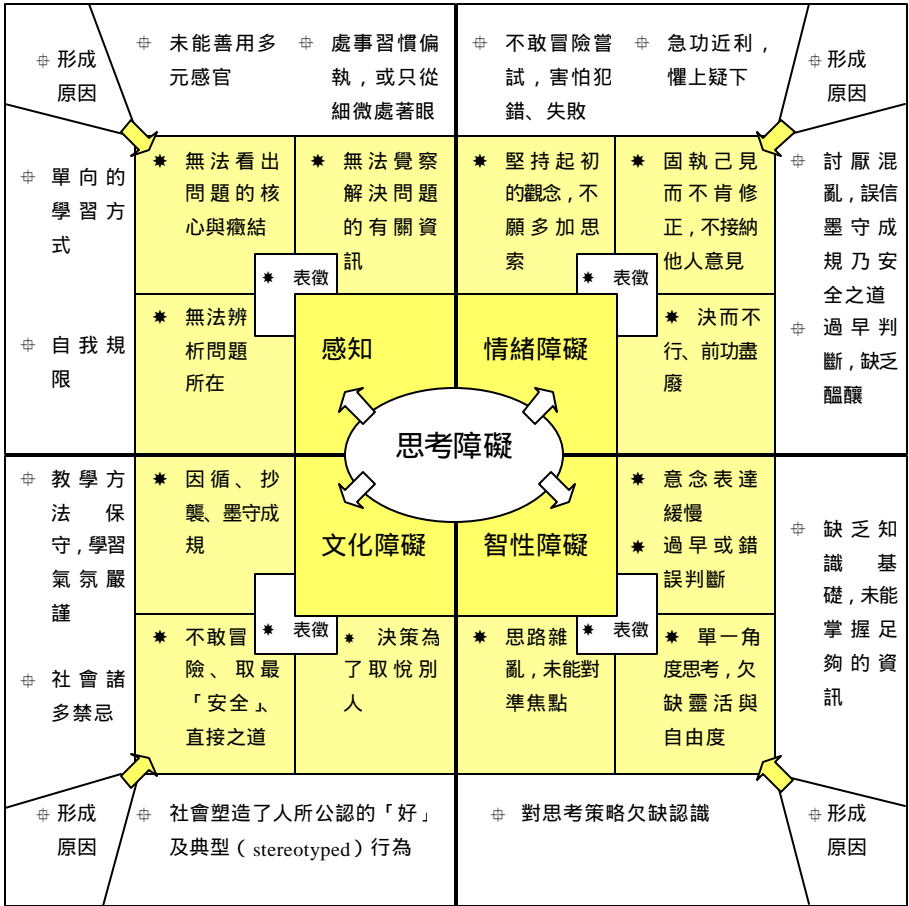 形成
原因
未能善用多
元感官
處事習慣偏
執，或只從
細微處著眼
不敢冒險嘗
試，害怕犯
錯、失敗
急功近利，
懼上疑下
形成
原因
單向的
學習方
式
自我規
限
無法看出
問題的核
心與癥結
無法覺察
解決問題
的有關資
訊
表徵
無法辨
析問題
所在
感知
堅持起初
的觀念，不
願多加思
索
固執己見
而不肯修
正，不接納
他人意見
表徵
決而不
行、前功盡
廢
情緒障礙
討厭混
亂，誤信
墨守成
規乃安
全之道
過早判
斷，缺乏
醞釀
思考障礙
教學方
法保
守，學習
氣氛嚴
謹
社會諸
多禁忌
因循、抄
襲、墨守成
規
文化障礙
表徵
不敢冒
險、取最
「安全」、
直接之道
決策為
了取悅別
人
智性障礙
意念表達
緩慢
過早或錯
誤判斷
表徵
思路雜
亂，未能對
準焦點
單一角
度思考，欠
缺靈活與
自由度
缺乏知
識基
礎，未能
掌握足
夠的資
訊
形成
原因
社會塑造了人所公認的「好」
及典型（stereotyped）行為
對思考策略欠缺認識
形成
原因